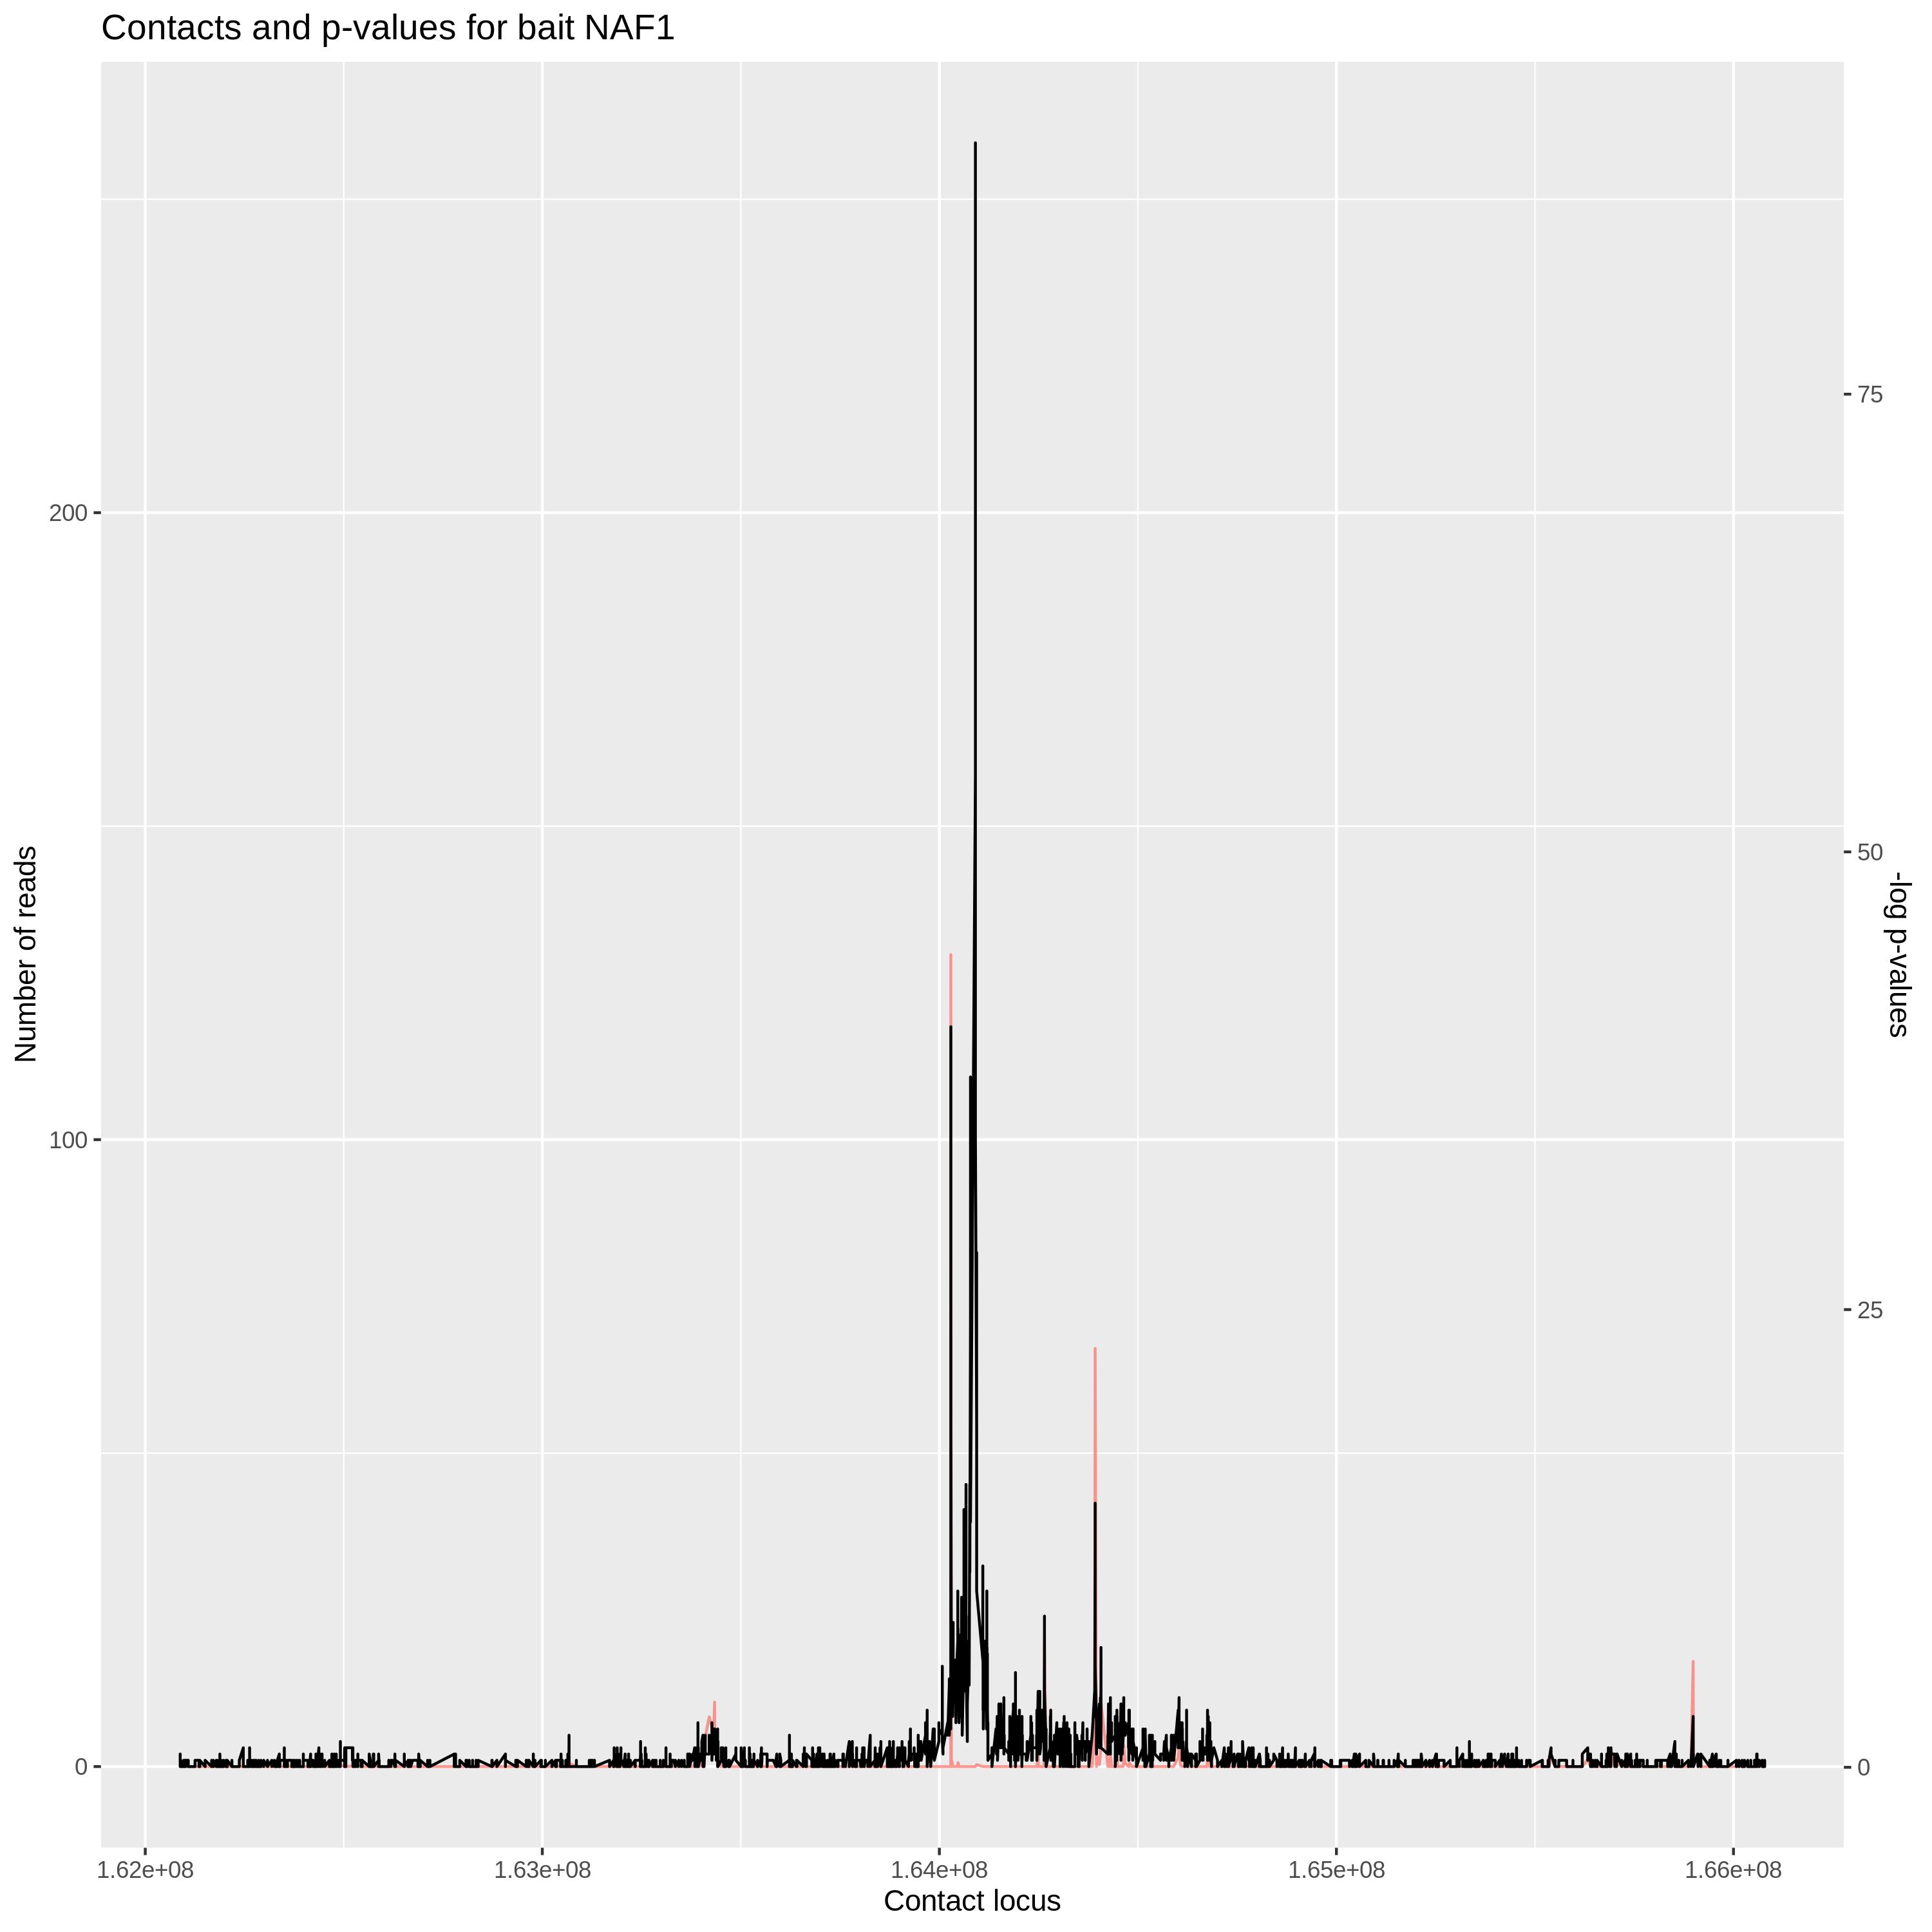 Contacts and p-values for bait NAF1
Number of reads
200
100
0
75
50
25
0
-log p-values
1.62e+08
1.63e+08
1.64e+08
1.65e+08
1.66e+08
Contact locus